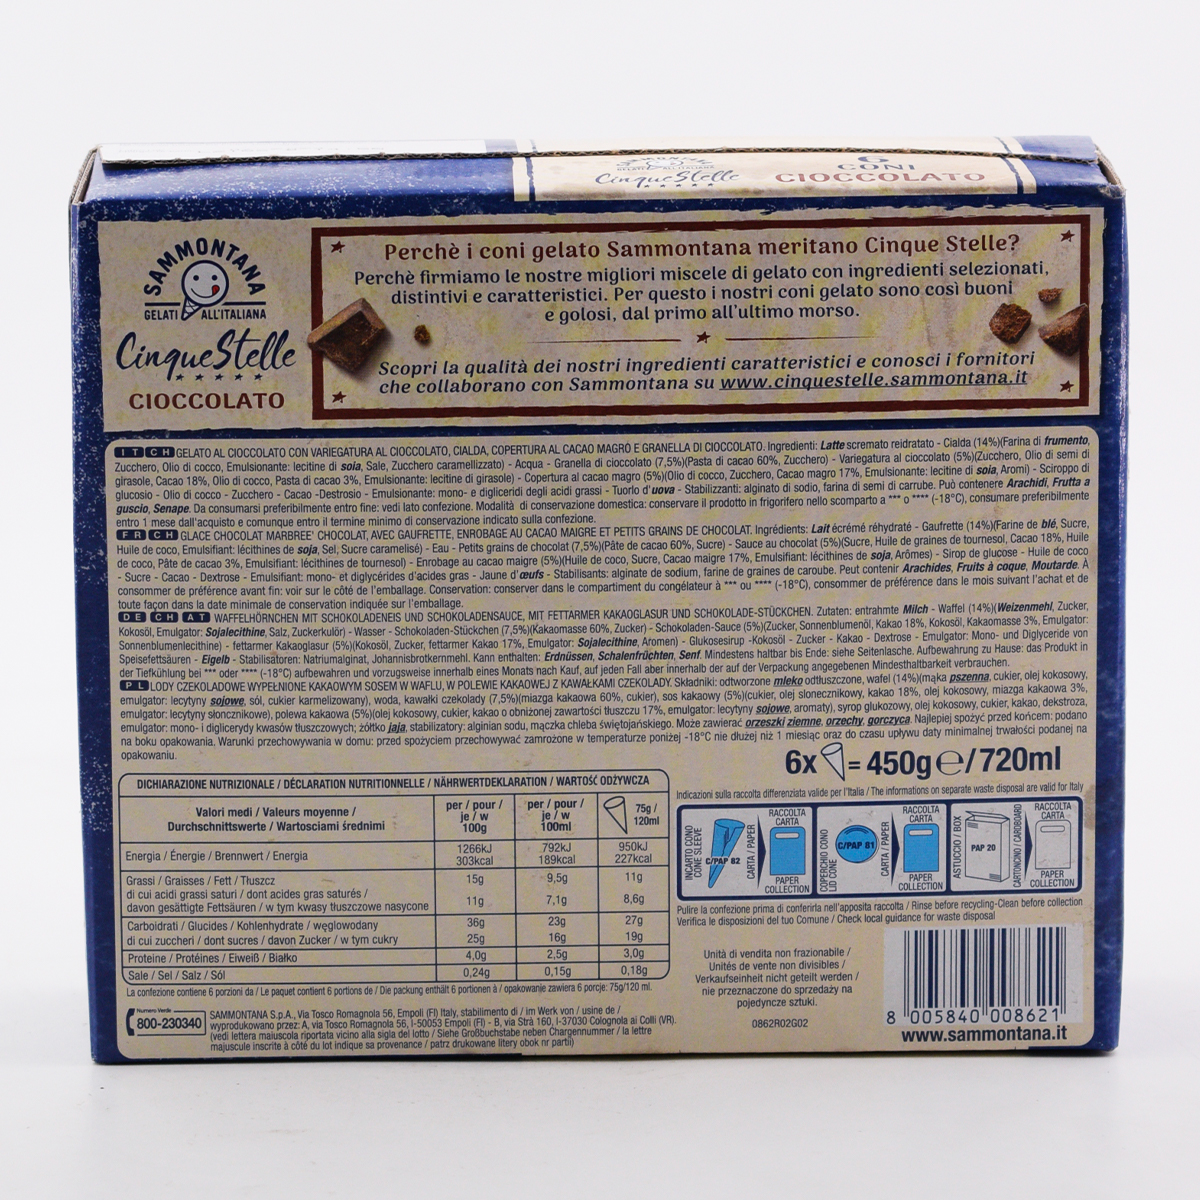 SAMMONTANA
GELATI ALL'ITALIANA
CinqueStelle
6
CONI
CIOCCOLATO
SAMMONTANA
GELATI ALL'ITALIANA
CinqueStelle
CIOCCOLATO
Perchè i coni gelato Sammontana meritano Cinque Stelle?
Perchè firmiamo le nostre migliori miscele di gelato con ingredienti selezionati,
distintivi e caratteristici. Per questo i nostri coni gelato sono così buoni
e golosi, dal primo all'ultimo morso.
Scopri la qualità dei nostri ingredienti caratteristici e conosci i fornitori
che collaborano con Sammontana su www.cinquestelle.sammontana.it
IT CH GELATO AL CIOCCOLATO CON VARIEGATURA AL CIOCCOLATO, CIALDA, COPERTURA AL CACAO MAGRO E GRANELLA DI CIOCCOLATO. Ingredienti: Latte scremato reidratato - Cialda (14%)(Farina di frumento,
Zucchero, Olio di cocco, Emulsionante: lecitine di soia, Sale, Zucchero caramellizzato) - Acqua - Granella di cioccolato (7,5%)(Pasta di cacao 60%, Zucchero) - Variegatura al cioccolato (5%)(Zucchero, Olio di semi di
girasole, Cacao 18%, Olio di cocco, Pasta di cacao 3%, Emulsionante: lecitine di girasole) - Copertura al cacao magro (5%)(Olio di cocco, Zucchero, Cacao magro 17%, Emulsionante: lecitine di soia, Aromi) - Sciroppo di
glucosio - Olio di cocco - Zucchero - Cacao -Destrosio - Emulsionante: mono- e digliceridi degli acidi grassi - Tuorlo d'uova - Stabilizzanti: alginato di sodio, farina di semi di carrube. Può contenere Arachidi, Frutta a
guscio, Senape. Da consumarsi preferibilmente entro fine: vedi lato confezione. Modalità di conservazione domestica: conservare il prodotto in frigorifero nello scomparto a *** o **** (-18°C), consumare preferibilmente
entro 1 mese dall'acquisto e comunque entro il termine minimo di conservazione indicato sulla confezione.
FR CH GLACE CHOCOLAT MARBREE' CHOCOLAT, AVEC GAUFRETTE, ENROBAGE AU CACAO MAIGRE ET PETITS GRAINS DE CHOCOLAT. Ingrédients: Lait écrémé réhydraté - Gaufrette (14%)(Farine de blé, Sucre,
Huile de coco, Emulsifiant: lécithines de soja, Sel, Sucre caramelisé) - Eau - Petits grains de chocolat (7,5%)(Pâte de cacao 60%, Sucre) - Sauce au chocolat (5%)(Sucre, Huile de graines de tournesol, Cacao 18%, Huile
de coco, Pâte de cacao 3%, Emulsifiant: lécithines de tournesol) - Enrobage au cacao maigre (5%)(Huile de coco, Sucre, Cacao maigre 17%, Emulsifiant: lécithines de soja, Arômes) - Sirop de glucose - Huile de coco
- Sucre - Cacao - Dextrose - Emulsifiant: mono- et diglycérides d'acides gras - Jaune d'œufs - Stabilisants: alginate de sodium, farine de graines de caroube. Peut contenir Arachides, Fruits à coque, Moutarde. À
consommer de préférence avant fin: voir sur le côté de l'emballage. Conservation: conserver dans le compartiment du congélateur à *** ou **** (-18°C), consommer de préférence dans le mois suivant l'achat et de
toute façon dans la date minimale de conservation indiquée sur l'emballage.
DE CH AT WAFFELHÖRNCHEN MIT SCHOKOLADENEIS UND SCHOKOLADENSAUCE, MIT FETTARMER KAKAOGLASUR UND SCHOKOLADE-STÜCKCHEN. Zutaten: entrahmte Milch - Waffel (14%)(Weizenmehl, Zucker,
Kokosöl, Emulgator: Sojalecithine, Salz, Zuckerkulör) - Wasser - Schokoladen-Stückchen (7,5%)(Kakaomasse 60%, Zucker) - Schokoladen-Sauce (5%)(Zucker, Sonnenblumenöl, Kakao 18%, Kokosöl, Kakaomasse 3%, Emulgator:
Sonnenblumenlecithine) - fettarmer Kakaoglasur (5%)(Kokosöl, Zucker, fettarmer Kakao 17%, Emulgator: Sojalecithine, Aromen) - Glukosesirup -Kokosöl - Zucker - Kakao - Dextrose - Emulgator: Mono- und Diglyceride von
Speisefettsäuren - Eigelb - Stabilisatoren: Natriumalginat, Johannisbrotkernmehl. Kann enthalten: Erdnüssen, Schalenfrüchten, Senf. Mindestens haltbar bis Ende: siehe Seitenlasche. Aufbewahrung zu Hause: das Produkt in
der Tiefkühlung bei *** oder **** (-18°C) aufbewahren und vorzugsweise innerhalb eines Monats nach Kauf, auf jeden Fall aber innerhalb der auf der Verpackung angegebenen Mindesthaltbarkeit verbrauchen.
PL LODY CZEKOLADOWE WYPEŁNIONE KAKAOWYM SOSEM W WAFLU, W POLEWIE KAKAOWEJ Z KAWAŁKAMI CZEKOLADY. Składniki: odtworzone mleko odtłuszczone, wafel (14%)(mąka pszenna, cukier, olej kokosowy,
emulgator: lecytyny sojowe, sól, cukier karmelizowany), woda, kawałki czekolady (7,5%)(miazga kakaowa 60%, cukier), sos kakaowy (5%)(cukier, olej słonecznikowy, kakao 18%, olej kokosowy, miazga kakaowa 3%,
emulgator: lecytyny słonecznikowe), polewa kakaowa (5%)(olej kokosowy, cukier, kakao o obniżonej zawartości tłuszczu 17%, emulgator: lecytyny sojowe, aromaty), syrop glukozowy, olej kokosowy, cukier, kakao, dekstroza,
emulgator: mono- i diglicerydy kwasów tłuszczowych; żółtko jaja, stabilizatory: alginian sodu, mączka chleba świętojańskiego. Może zawierać orzeszki ziemne, orzechy, gorczyca. Najlepiej spożyć przed końcem: podano
na boku opakowania. Warunki przechowywania w domu: przed spożyciem przechowywać zamrożone w temperaturze poniżej -18°C nie dłużej niż 1 miesiąc oraz do czasu upływu daty minimalnej trwałości podanej na
opakowaniu.
6x = 450g e / 720ml
DICHIARAZIONE NUTRIZIONALE / DÉCLARATION NUTRITIONNELLE / NÄHRWERTDEKLARATION / WARTOŚĆ ODŻYWCZA
Valori medi / Valeurs moyenne / Durchschnittswerte / Wartosciami średnimi
per / pour / je / w 100g
per / pour / je / w 100ml
75g / 120ml
Energia / Énergie / Brennwert / Energia 1266kJ 303kcal 792kJ 189kcal 950kJ 227kcal
Grassi / Graisses / Fett / Tłuszcz 15g 9,5g 11g
di cui acidi grassi saturi / dont acides gras saturés /
davon gesättigte Fettsäuren / w tym kwasy tłuszczowe nasycone 11g 7,1g 8,6g
Carboidrati / Glucides / Kohlenhydrate / węglowodany 36g 23g 27g
di cui zuccheri / dont sucres / davon Zucker / w tym cukry 25g 16g 19g
Proteine / Protéines / Eiweiß / Białko 4,0g 2,5g 3,0g
Sale / Sel / Salz / Sól 0,24g 0,15g 0,18g
La confezione contiene 6 porzioni da / Le paquet contient 6 portions de / Die packung enthält 6 portionen à / opakowanie zawiera 6 porcje: 75g/120 ml.
Numero Verde
800-230340
SAMMONTANA S.p.A., Via Tosco Romagnola 56, Empoli (FI) Italy, stabilimento di / im Werk von / usine de /
wyprodukowano przez: A, via Tosco Romagnola 56, I-50053 Empoli (FI) - B, via Strà 160, I-37030 Colognola ai Colli (VR).
(vedi lettera maiuscola riportata vicino alla sigla del lotto / Siehe Großbuchstabe neben Chargennummer / la lettre
majuscule inscrite à côté du lot indique sa provenance / patrz drukowane litery obok nr partii)
Indicazioni sulla raccolta differenziata valide per l'Italia / The informations on separate waste disposal are valid for Italy
INCARTO CONO
CONE SLEEVE
C/PAP 82
CARTA / PAPER
RACCOLTA CARTA
PAPER COLLECTION
COPERCHIO CONO
LID CONE
C/PAP 81
CARTA / PAPER
RACCOLTA CARTA
PAPER COLLECTION
ASTUCCIO / BOX
PAP 20
CARTONCINO / CARDBOARD
RACCOLTA CARTA
PAPER COLLECTION
Pulire la confezione prima di conferirla nell'apposita raccolta / Rinse before recycling-Clean before collection
Verifica le disposizioni del tuo Comune / Check local guidance for waste disposal
Unità di vendita non frazionabile /
Unités de vente non divisibles /
Verkaufseinheit nicht geteilt werden /
nie przeznaczone do sprzedaży na
pojedyncze sztuki.
0862R02G02
8 005840 008621
www.sammontana.it